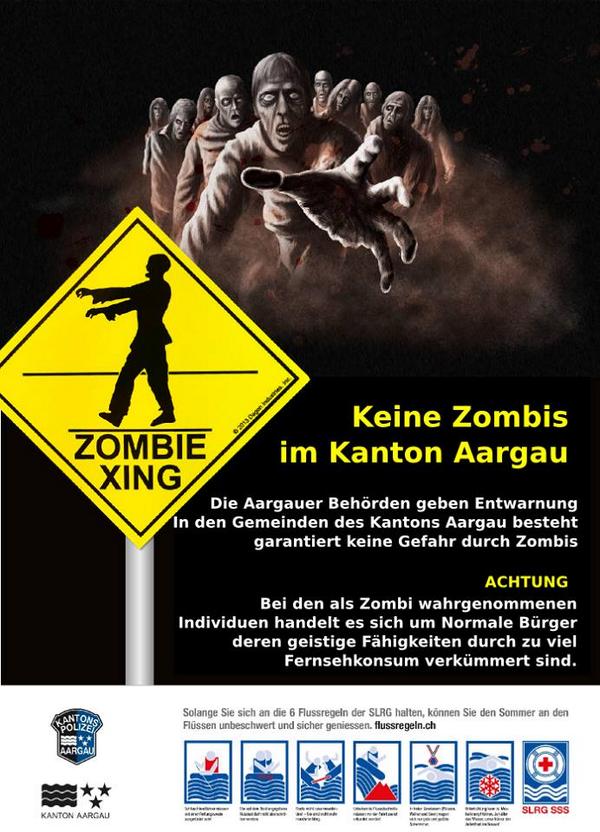 ZOMBIE
XING
Keine Zombis
im Kanton Aargau
Die Aargauer Behörden geben Entwarnung
In den Gemeinden des Kantons Aargau besteht
garantiert keine Gefahr durch Zombis
ACHTUNG
Bei den als Zombi wahrgenommenen
Individuen handelt es sich um Normale Bürger
deren geistige Fähigkeiten durch zu viel
Fernsehkonsum verkümmert sind.
KANTONS
POLIZEI
AARGAU
KANTON AARGAU
Solange Sie sich an die 6 Flussregeln der SLRG halten, können Sie den Sommer an den
Flüssen unbeschwert und sicher geniessen. flussregeln.ch
SLRG SSS